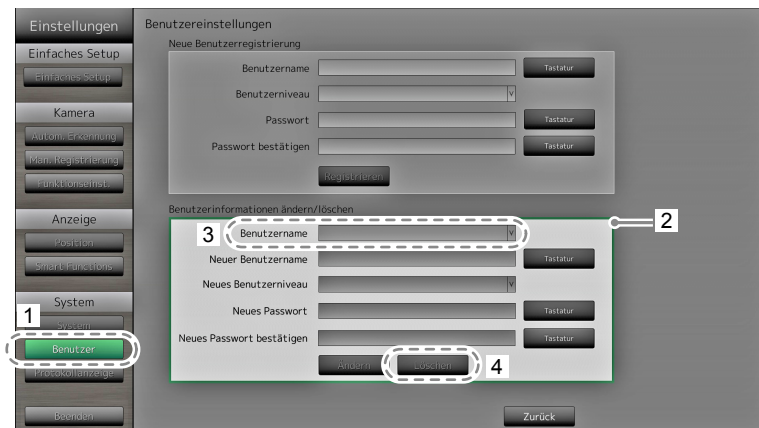 Einstellungen
Einfaches Setup
Einfaches Setup
Kamera
Autom. Erkennung
Man. Registrierung
Funktionseinst.
Anzeige
Position
Smart Functions
System
1
System
Benutzer
Protokollanzeige
Beenden
Benutzereinstellungen
Neue Benutzerregistrierung
Benutzername Tastatur
Benutzerniveau v
Passwort Tastatur
Passwort bestätigen Tastatur
Registrieren
Benutzerinformationen ändern/löschen
2
3 Benutzername v
Neuer Benutzername Tastatur
Neues Benutzerniveau v
Neues Passwort Tastatur
Neues Passwort bestätigen Tastatur
Ändern Löschen 4
Zurück